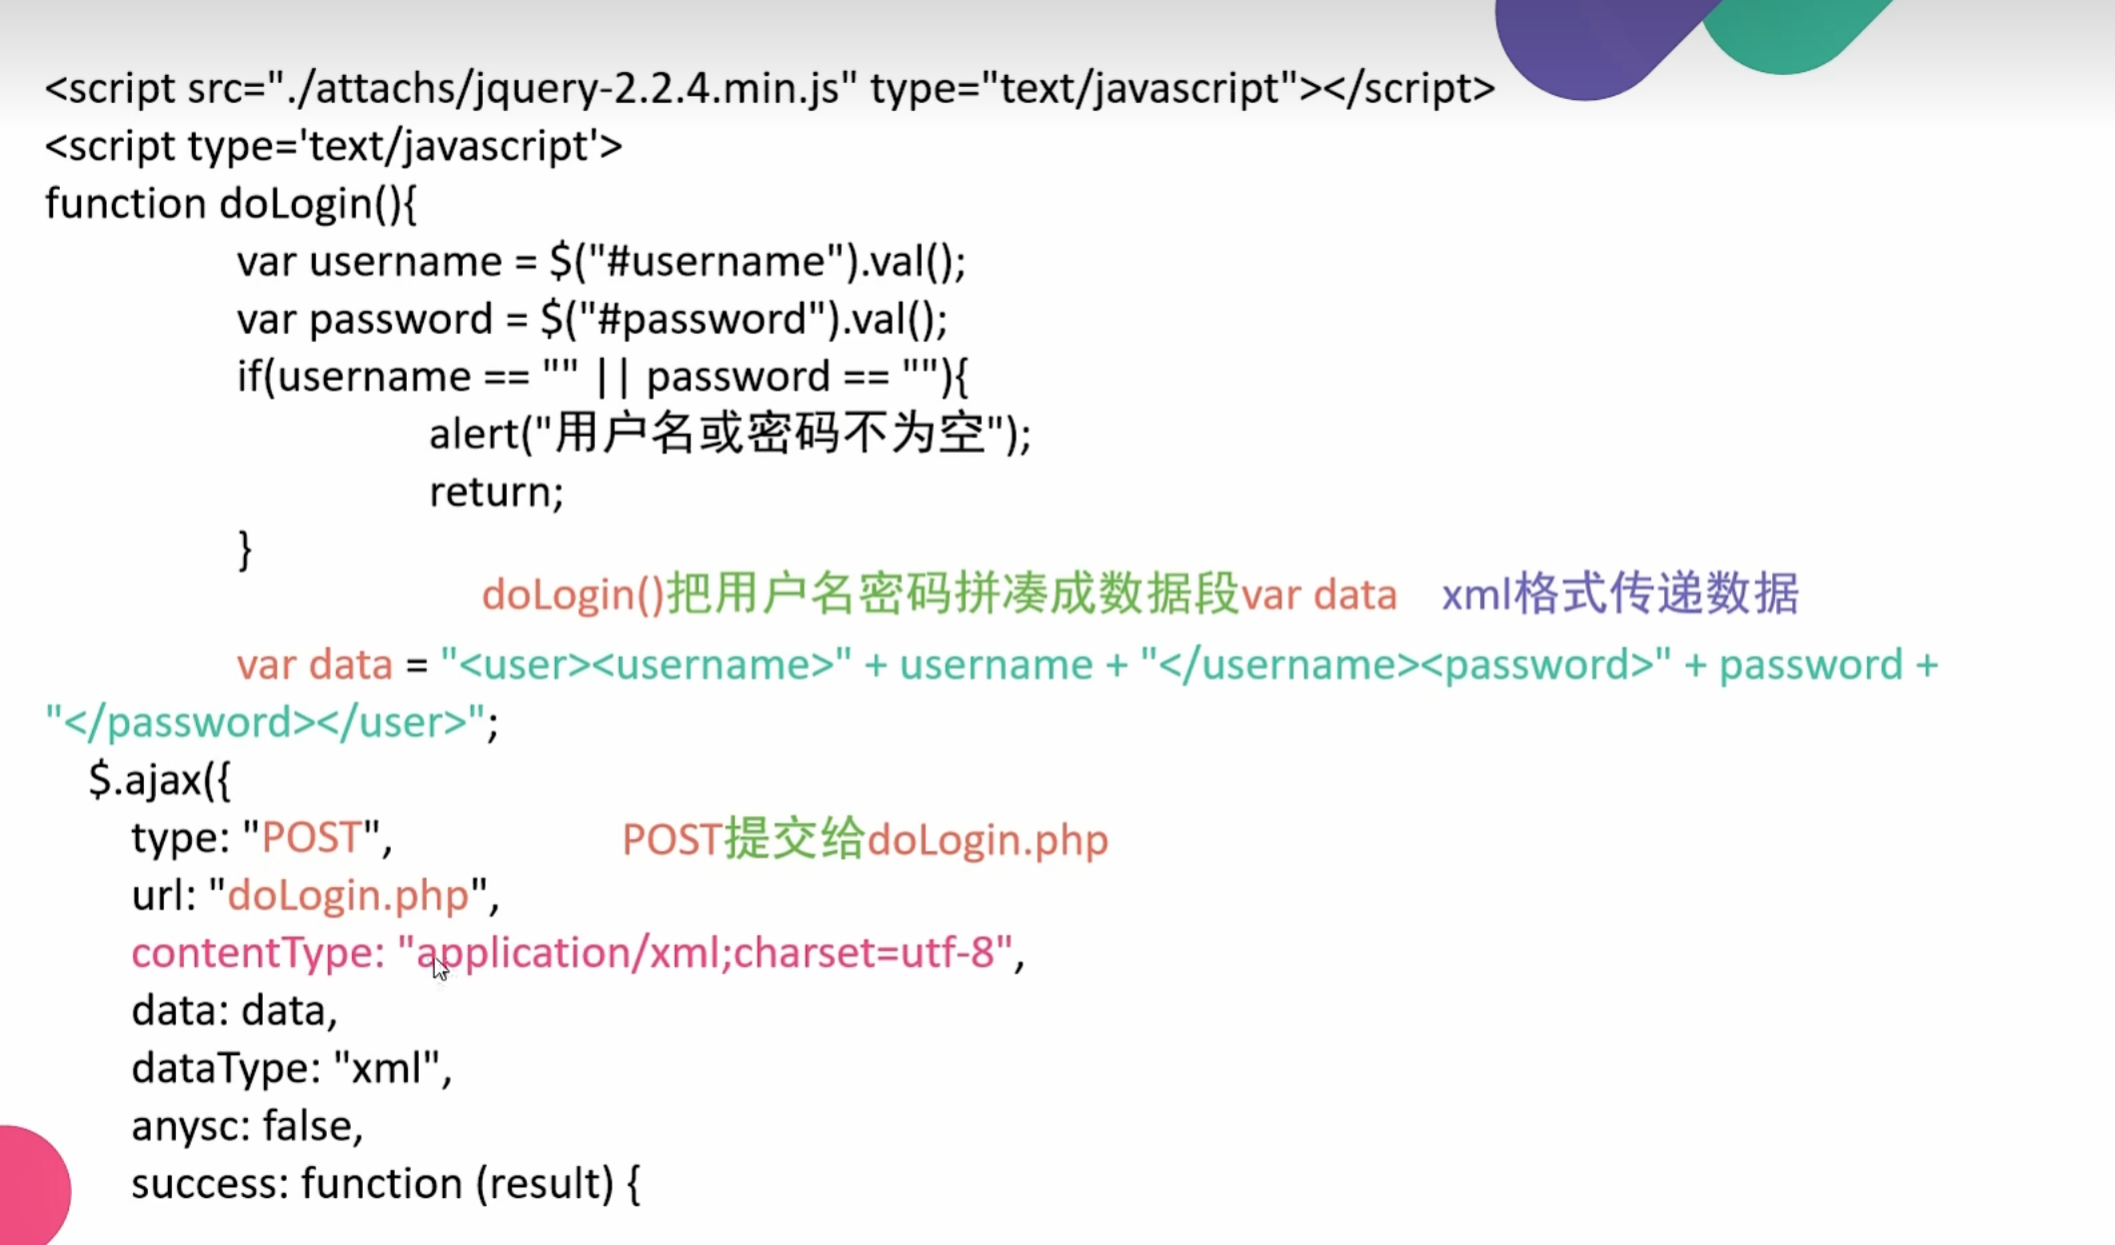 <script src="./attachs/jquery-2.2.4.min.js" type="text/javascript"></script>
<script type='text/javascript'>
function doLogin(){
var username = $("#username").val();
var password = $("#password").val();
if(username == "" || password == ""){
alert("用户名或密码不为空");
return;
}
doLogin()把用户名密码拼凑成数据段var data xml格式传递数据
var data = "<user><username>" + username + "</username><password>" + password +
"</password></user>";
$.ajax({
type: "POST", POST提交给doLogin.php
url: "doLogin.php",
contentType: "application/xml;charset=utf-8",
data: data,
dataType: "xml",
anysc: false,
success: function (result) {